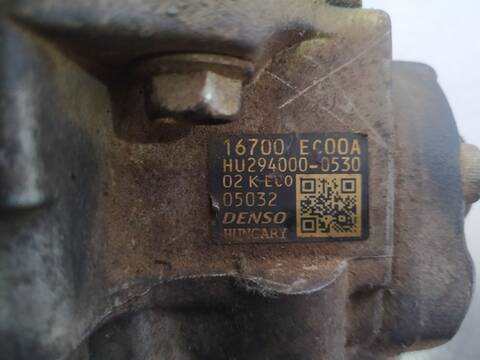 16700 EC00A
HU294000-0530
02 K EC0
05032
DENSO
HUNGARY